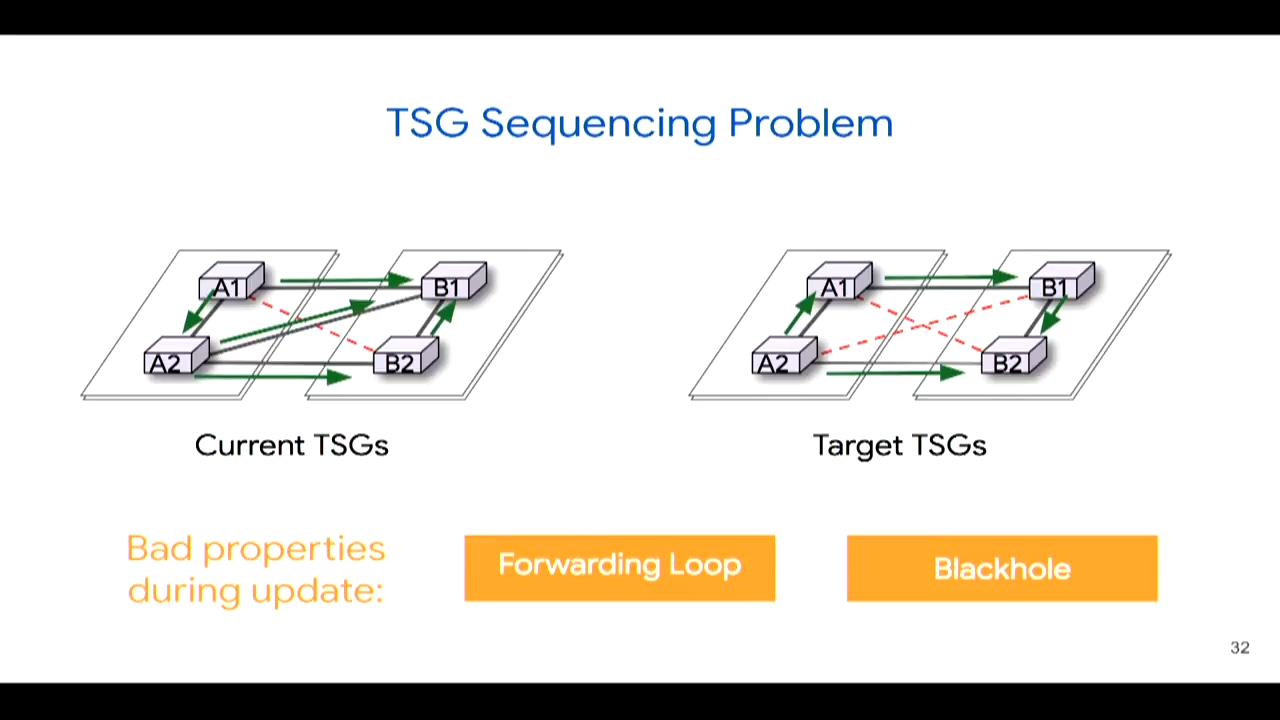 TSG Sequencing Problem
A1
B1
A2
B2
A1
B1
A2
B2
Current TSGs
Target TSGs
Bad properties
during update:
Forwarding Loop
Blackhole
32